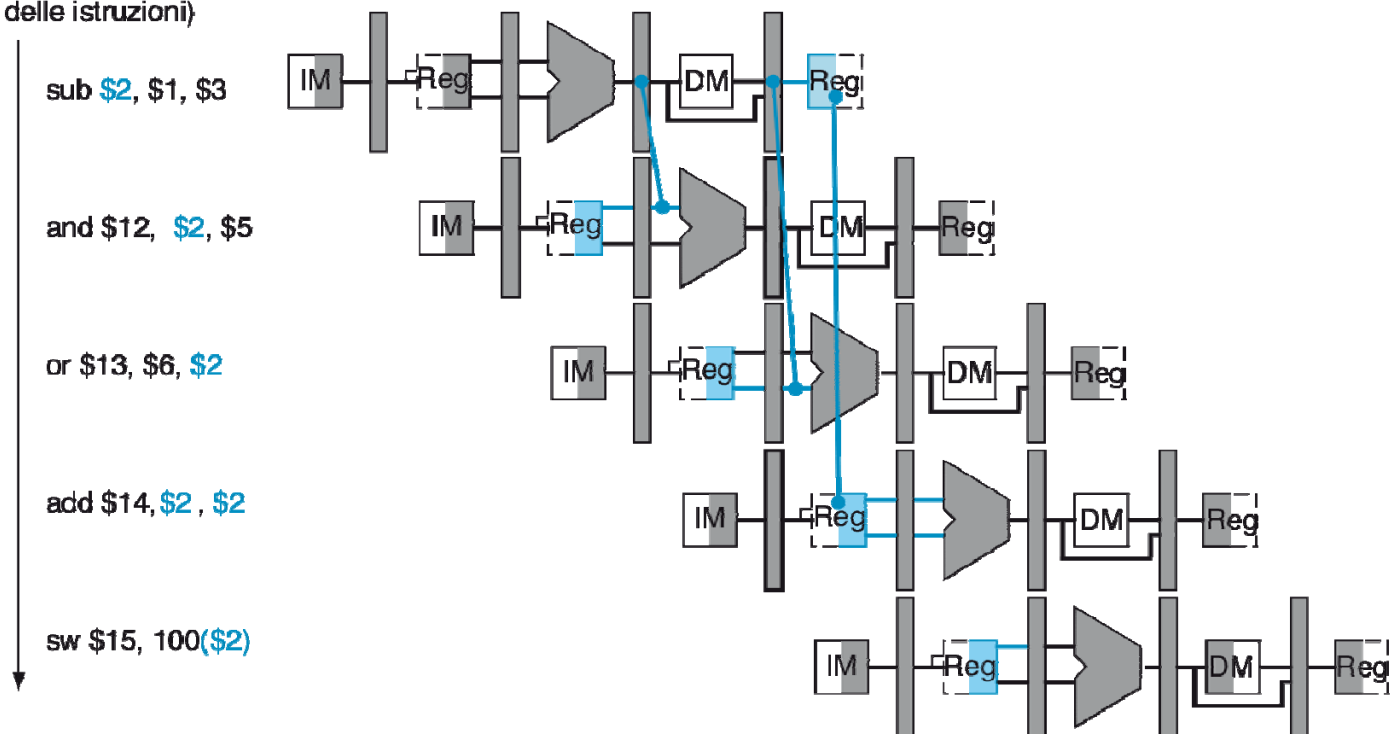 delle istruzioni)
sub $2, $1, $3
IM Reg DM Reg
and $12, $2, $5
IM Reg DM Reg
or $13, $6, $2
IM Reg DM Reg
add $14, $2 , $2
IM Reg DM Reg
sw $15, 100($2)
IM Reg DM Reg